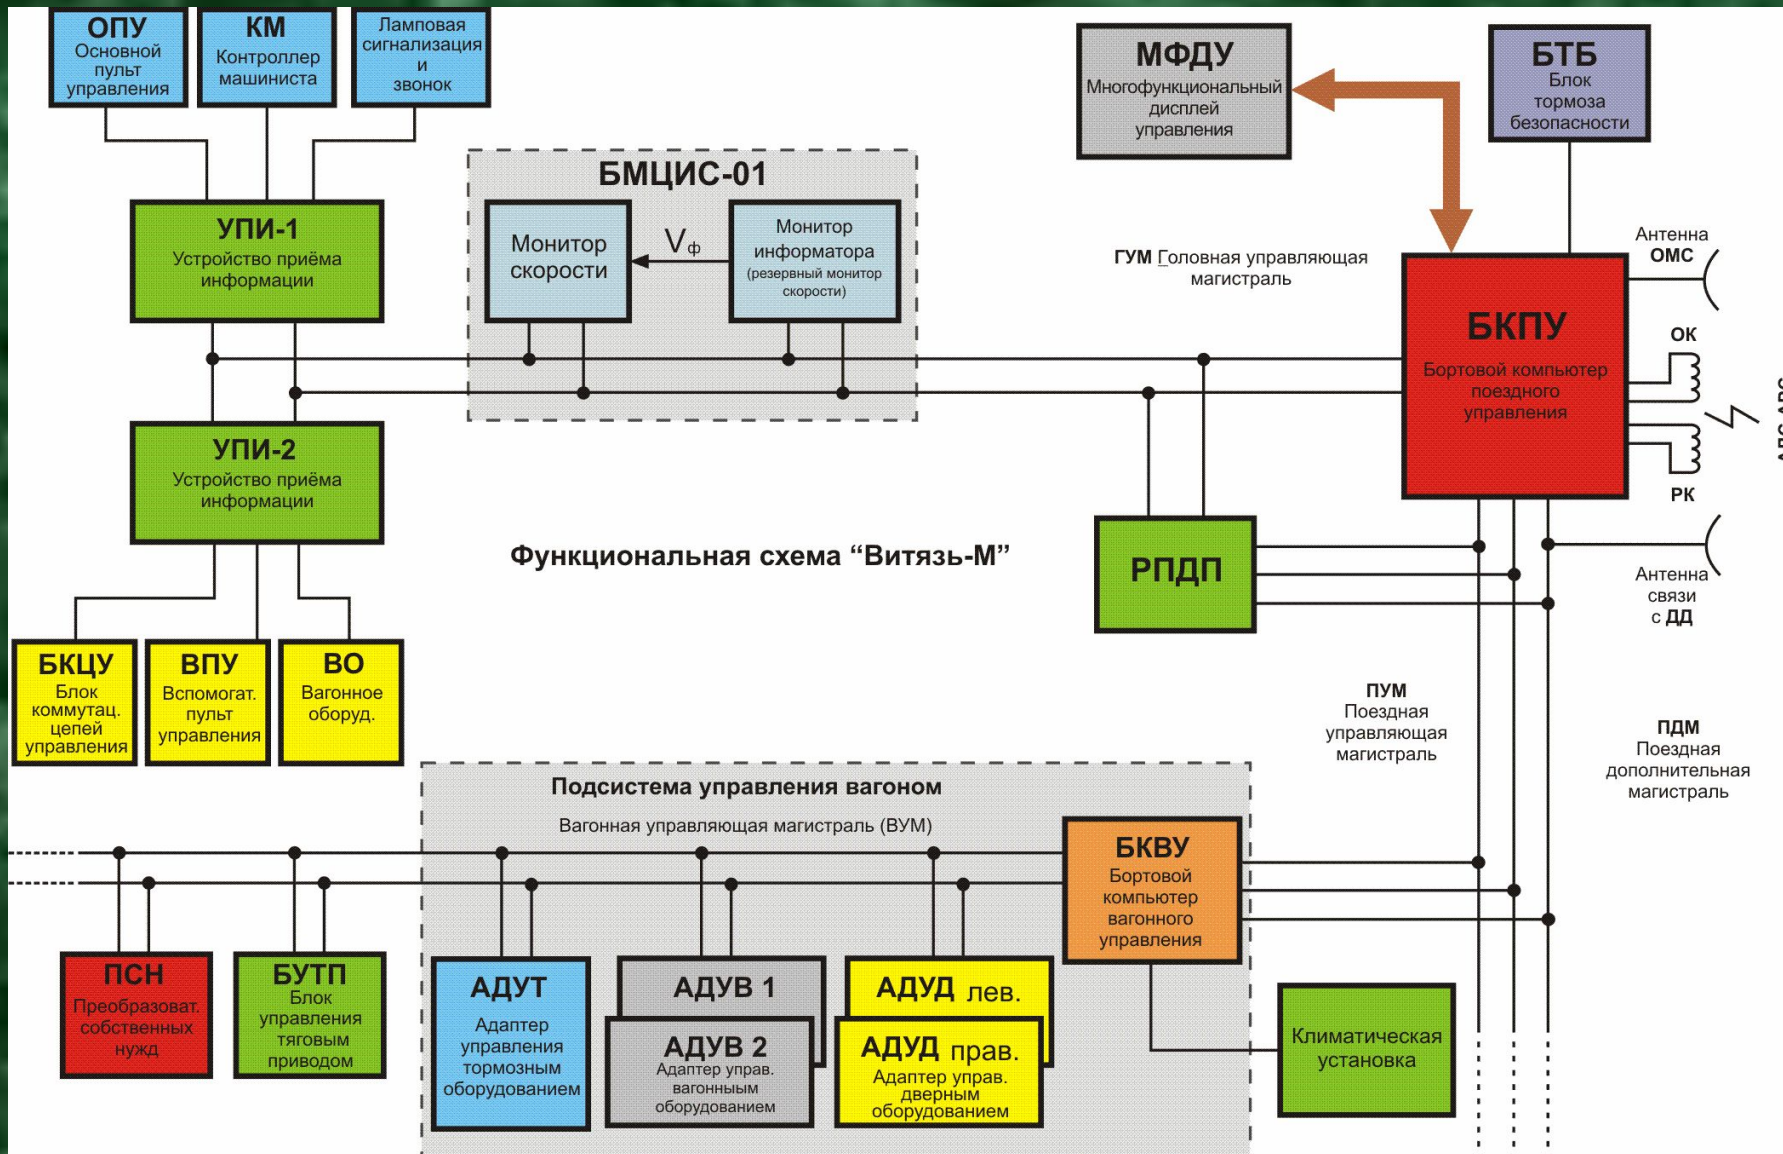 ОПУ
Основной
пульт
управления
КМ
Контроллер
машиниста
Ламповая
сигнализация
и
звонок
МФДУ
Многофункциональный
дисплей
управления
БТБ
Блок
тормоза
безопасности
УПИ-1
Устройство приёма
информации
БМЦИС-01
Монитор
скорости
Vф
Монитор
информатора
(резервный монитор
скорости)
ГУМ Головная управляющая
магистраль
БКПУ
Бортовой компьютер
поездного
управления
Антенна
ОМС
ОК
РК
АЛС-АРС
УПИ-2
Устройство приёма
информации
Функциональная схема “Витязь-М”
РПДП
Антенна
связи
с ДД
БКЦУ
Блок
коммутац.
цепей
управления
ВПУ
Вспомогат.
пульт
управления
ВО
Вагонное
оборуд.
ПУМ
Поездная
управляющая
магистраль
ПДМ
Поездная
дополнительная
магистраль
Подсистема управления вагоном
Вагонная управляющая магистраль (ВУМ)
БКВУ
Бортовой
компьютер
вагонного
управления
ПСН
Преобразоват.
собственных
нужд
БУТП
Блок
управления
тяговым
приводом
АДУТ
Адаптер
управления
тормозным
оборудованием
АДУВ 1
АДУВ 2
Адаптер управ.
вагонныым
оборудованием
АДУД лев.
АДУД прав.
Адаптер управ.
дверным
оборудованием
Климатическая
установка